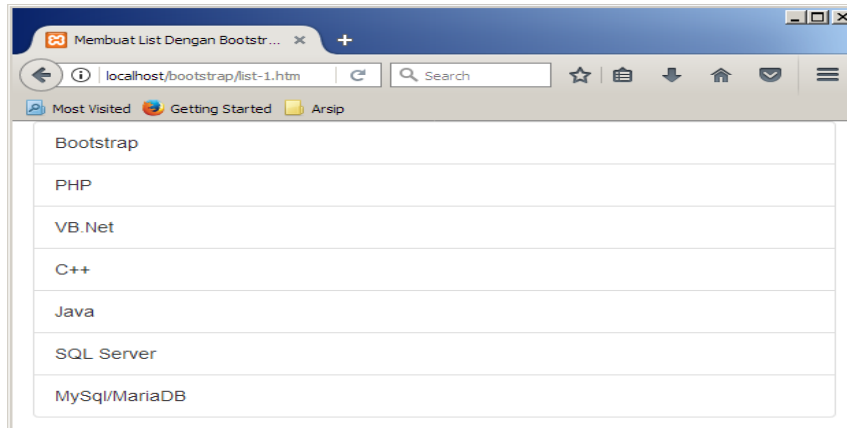 Membuat List Dengan Bootstr...
localhost/bootstrap/list-1.htm
Search
Most Visited
Getting Started
Arsip
Bootstrap
PHP
VB.Net
C++
Java
SQL Server
MySql/MariaDB